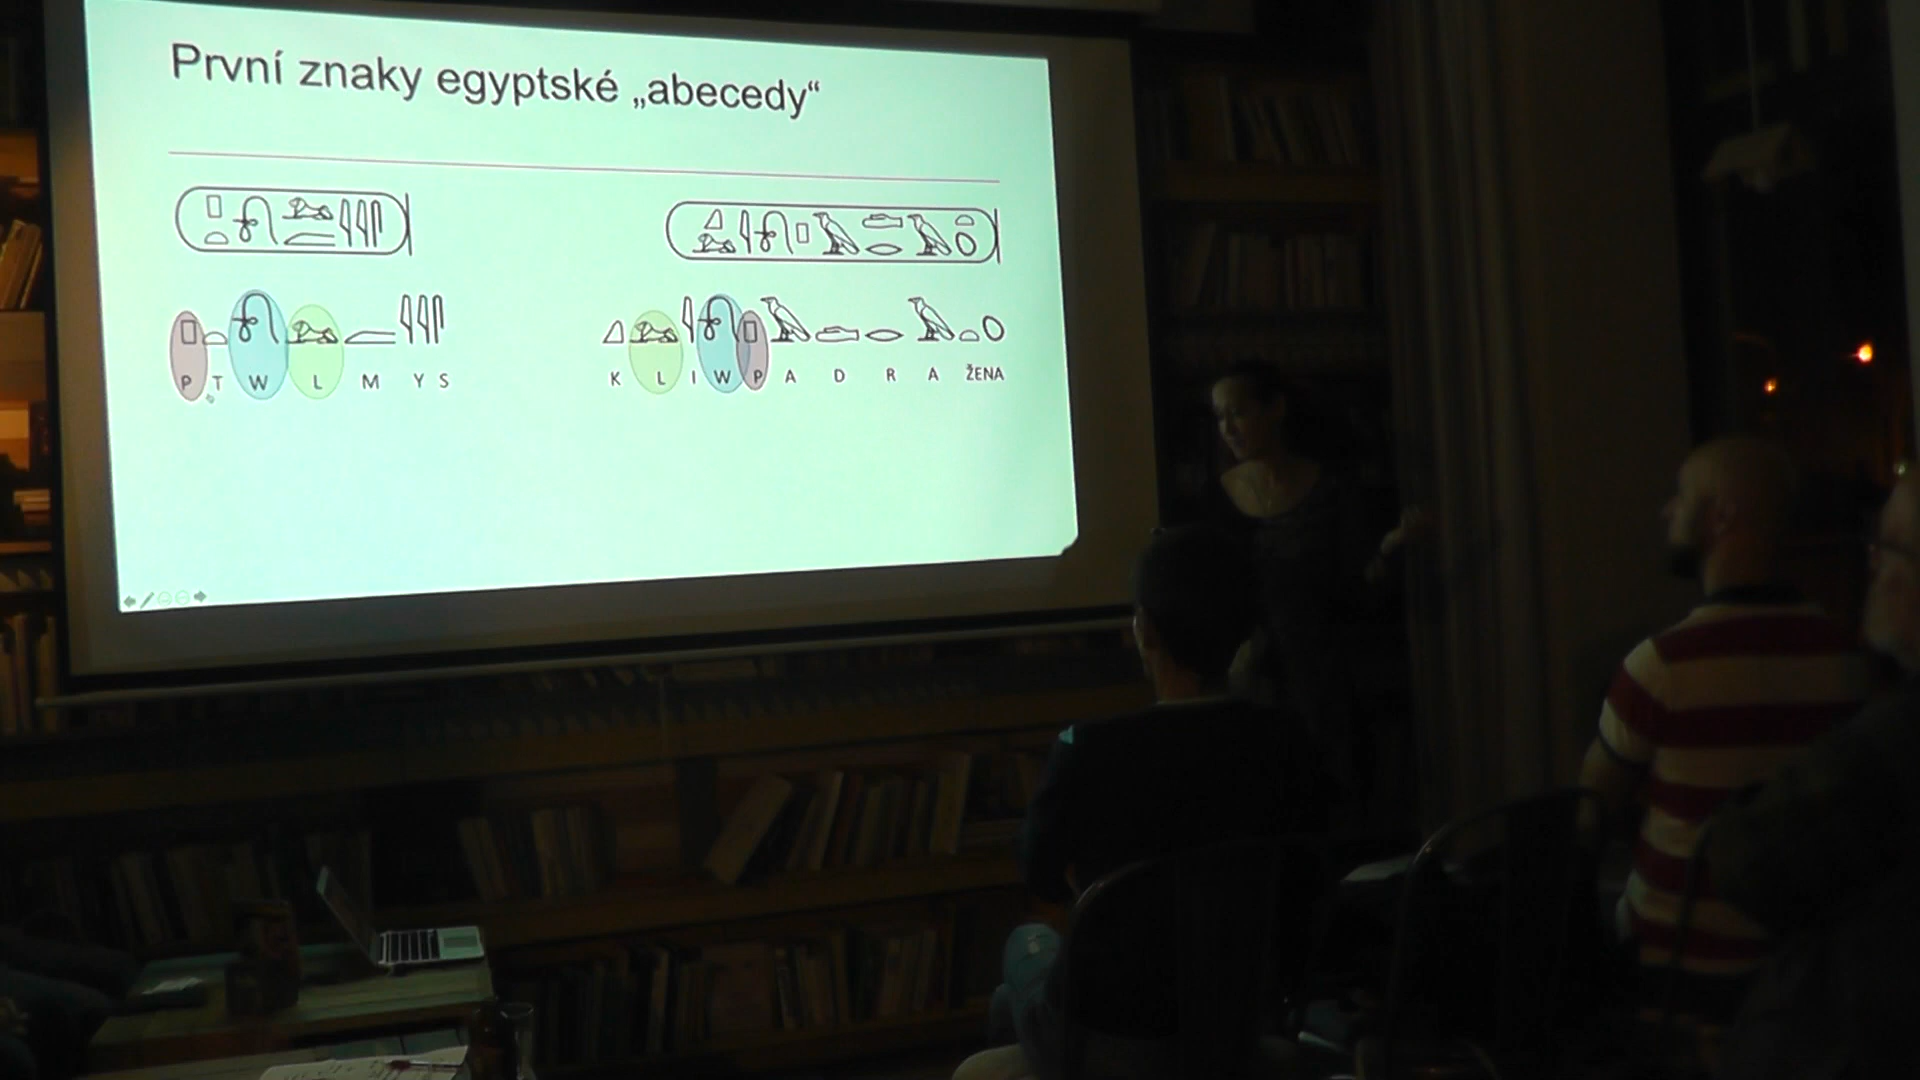 První znaky egyptské „abecedy“
P T W L M Y S
K L I W P A D R A ŽENA